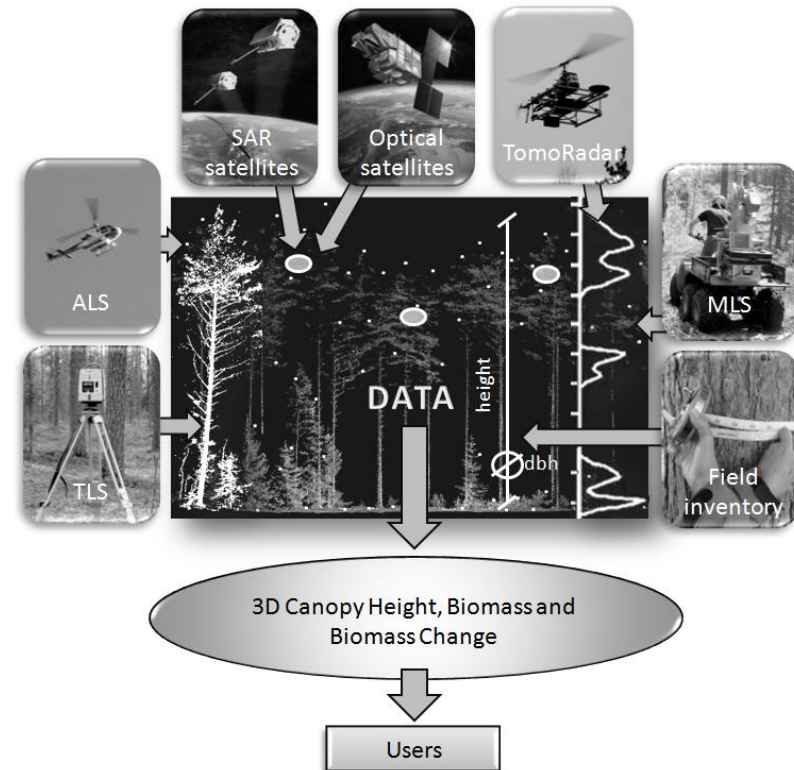 SAR
satellites
Optical
satellites
TomoRadar
ALS
MLS
TLS
Field
inventory
DATA
height
dbh
3D Canopy Height, Biomass and
Biomass Change
Users